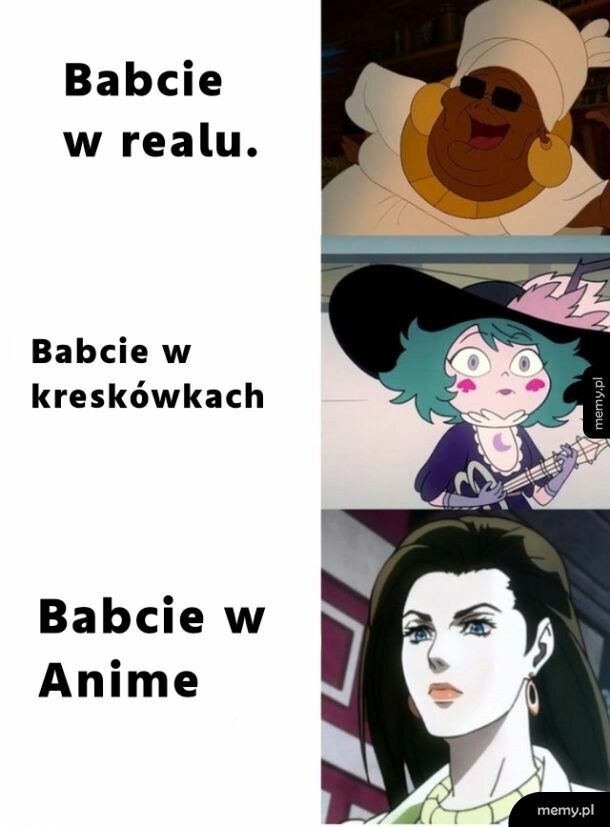 Babcie
w realu.
Babcie w
kreskówkach
memy.pl
Babcie w
Anime
memy.pl